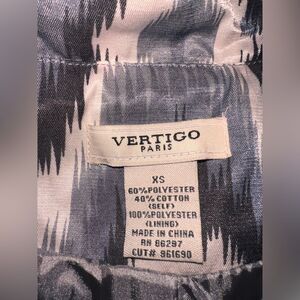 VERTIGO
PARIS
XS
60%POLYESTER
40%COTTON
(SELF)
100%POLYESTER
(LINING)
MADE IN CHINA
RN 86297
CUT# 961690